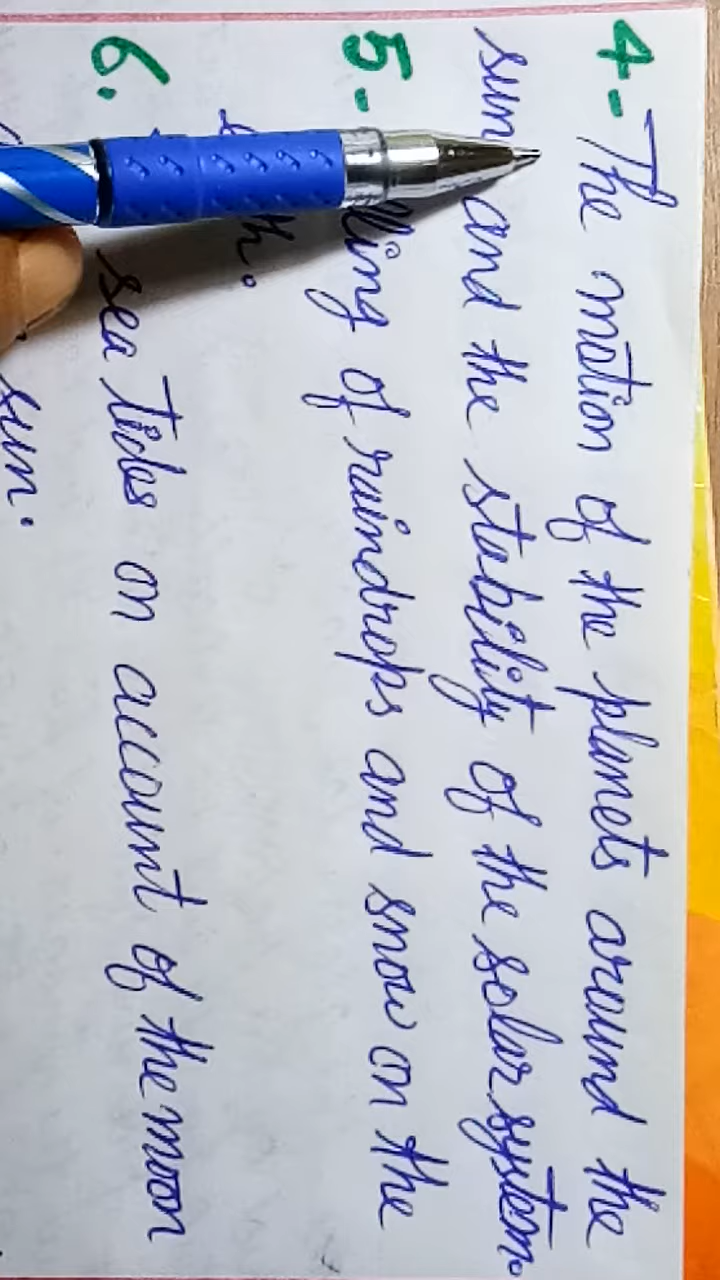 4- The motion of the planets around the
sun and the stability of the solar system.
5- lling of raindrops and snow on the
th.
6. sea tides on account of the moon
sun.